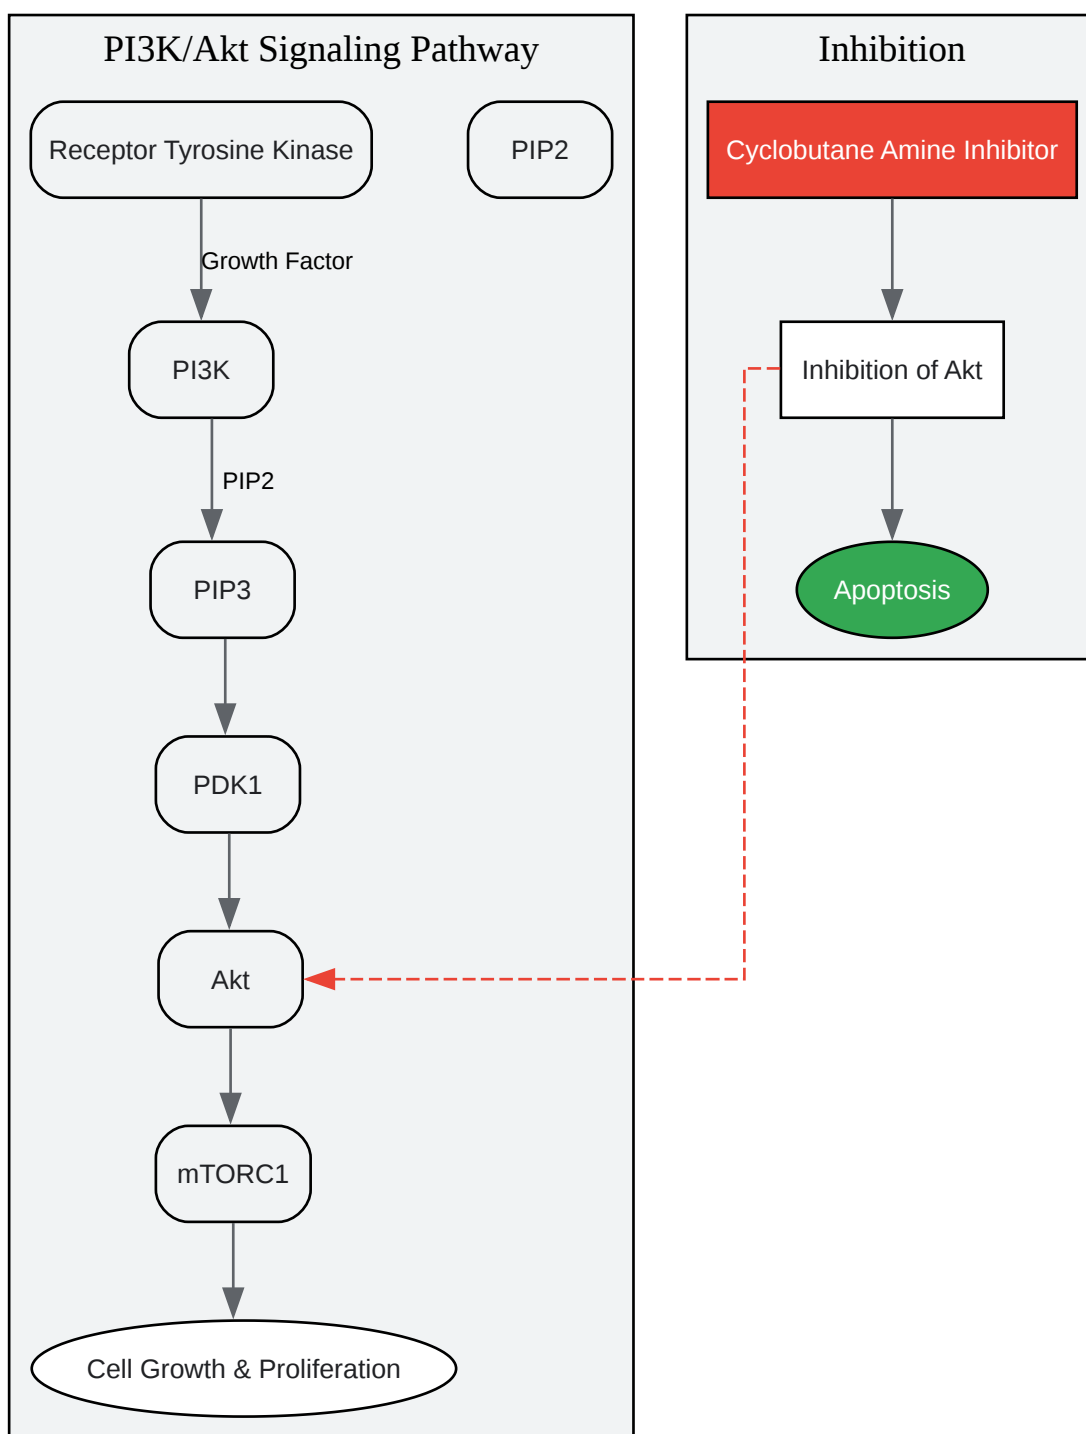 PI3K/Akt Signaling Pathway
Receptor Tyrosine Kinase
PIP2
Growth Factor
PI3K
PIP2
PIP3
PDK1
Akt
mTORC1
Cell Growth & Proliferation
Inhibition
Cyclobutane Amine Inhibitor
Inhibition of Akt
Apoptosis